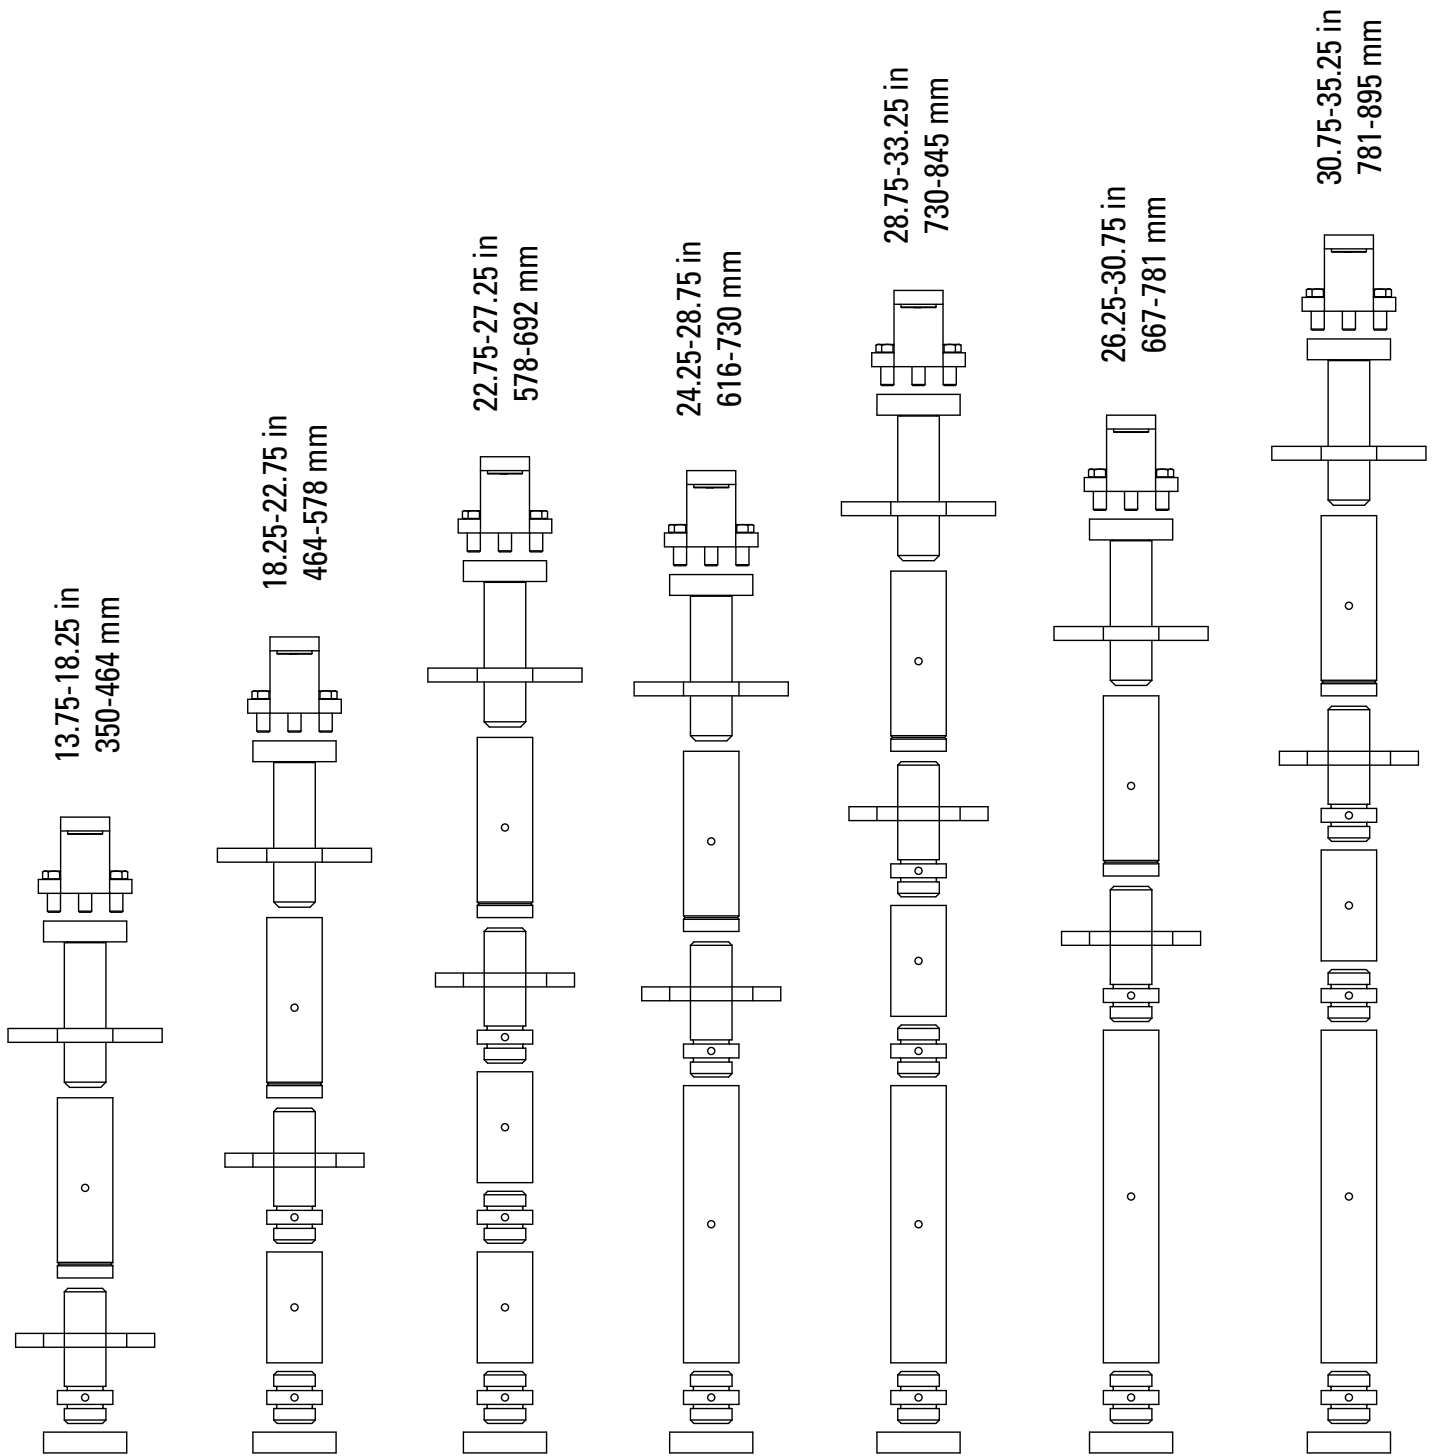 13.75-18.25 in
350-464 mm
18.25-22.75 in
464-578 mm
22.75-27.25 in
578-692 mm
24.25-28.75 in
616-730 mm
28.75-33.25 in
730-845 mm
26.25-30.75 in
667-781 mm
30.75-35.25 in
781-895 mm